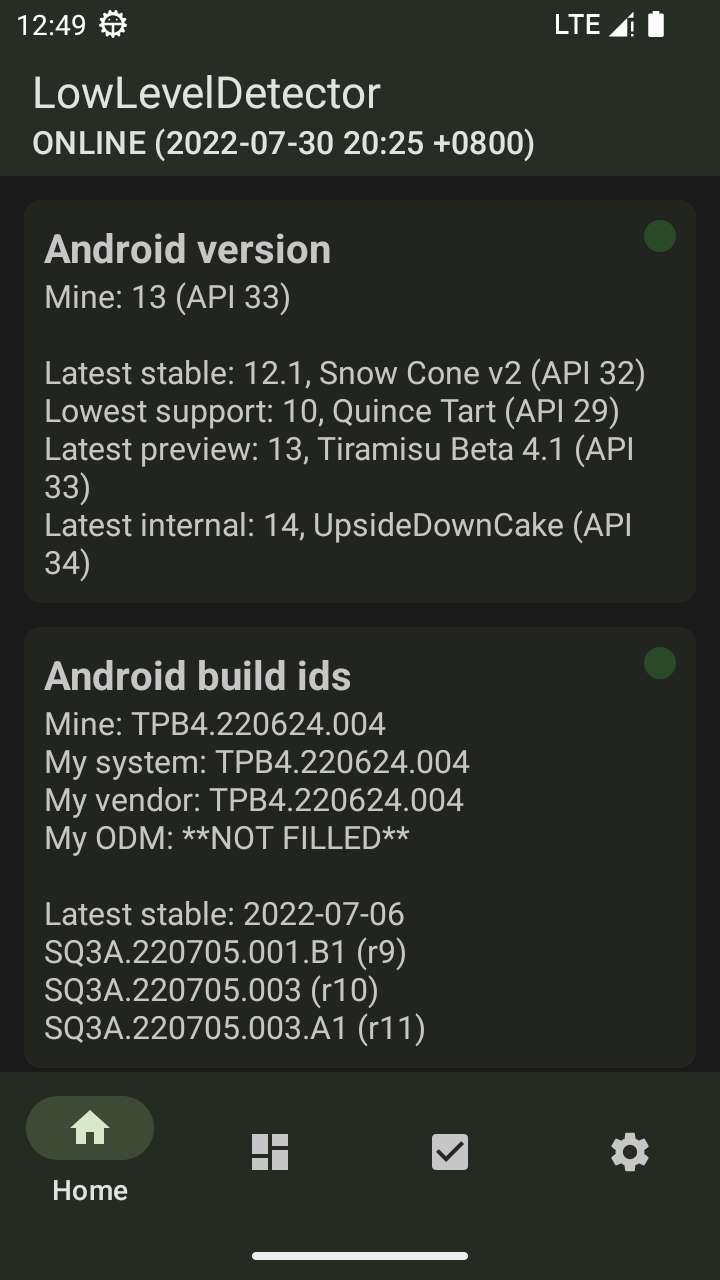 12:49 LTE
LowLevelDetector
ONLINE (2022-07-30 20:25 +0800)
Android version
Mine: 13 (API 33)
Latest stable: 12.1, Snow Cone v2 (API 32)
Lowest support: 10, Quince Tart (API 29)
Latest preview: 13, Tiramisu Beta 4.1 (API
33)
Latest internal: 14, UpsideDownCake (API
34)
Android build ids
Mine: TPB4.220624.004
My system: TPB4.220624.004
My vendor: TPB4.220624.004
My ODM: **NOT FILLED**
Latest stable: 2022-07-06
SQ3A.220705.001.B1 (r9)
SQ3A.220705.003 (r10)
SQ3A.220705.003.A1 (r11)
Home